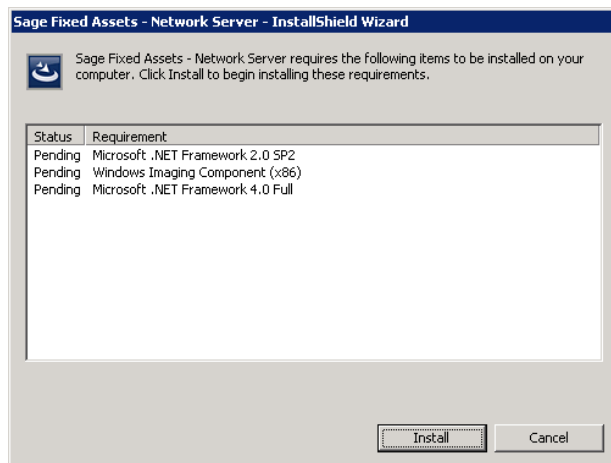 Sage Fixed Assets - Network Server - InstallShield Wizard
Sage Fixed Assets - Network Server requires the following items to be installed on your
computer. Click Install to begin installing these requirements.
Status Requirement
Pending Microsoft .NET Framework 2.0 SP2
Pending Windows Imaging Component (x86)
Pending Microsoft .NET Framework 4.0 Full
Install Cancel